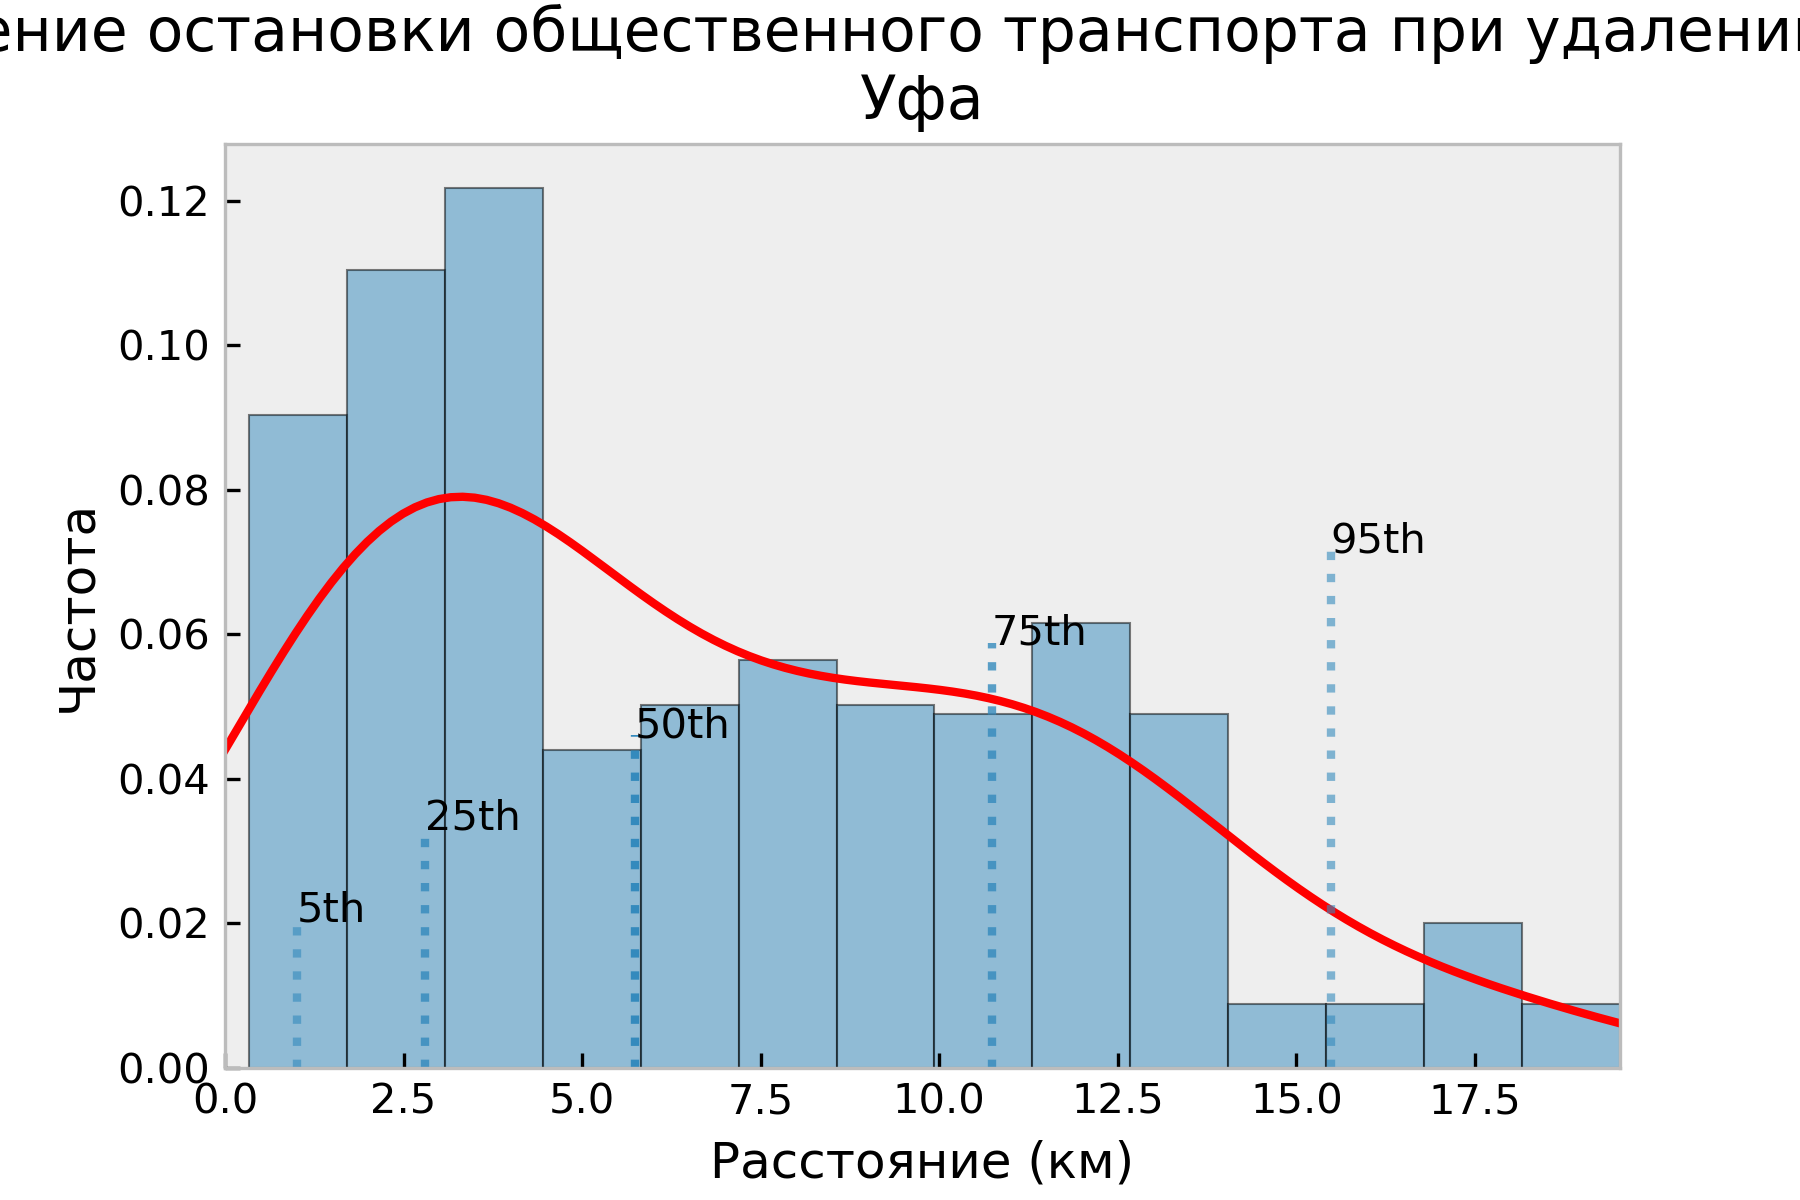 ение остановки общественного транспорта при удалени
Уфа
0.12
0.10
0.08
0.06
0.04
0.02
0.00
Частота
5th
25th
50th
75th
95th
0.0 2.5 5.0 7.5 10.0 12.5 15.0 17.5
Расстояние (км)